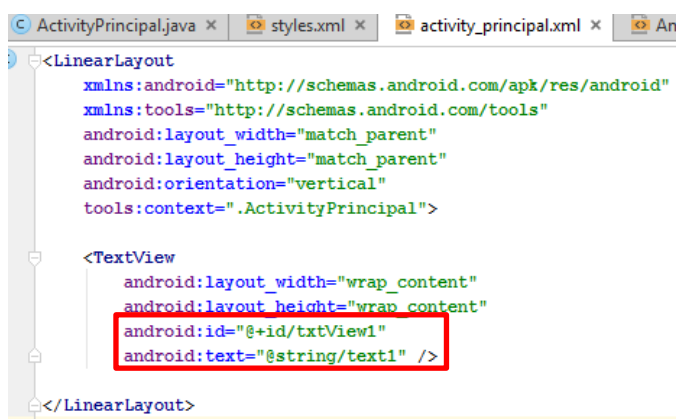 ActivityPrincipal.java × styles.xml × activity_principal.xml × An
<LinearLayout
xmlns:android="http://schemas.android.com/apk/res/android"
xmlns:tools="http://schemas.android.com/tools"
android:layout_width="match_parent"
android:layout_height="match_parent"
android:orientation="vertical"
tools:context=".ActivityPrincipal">
<TextView
android:layout_width="wrap_content"
android:layout_height="wrap_content"
android:id="@+id/txtView1"
android:text="@string/text1" />
</LinearLayout>